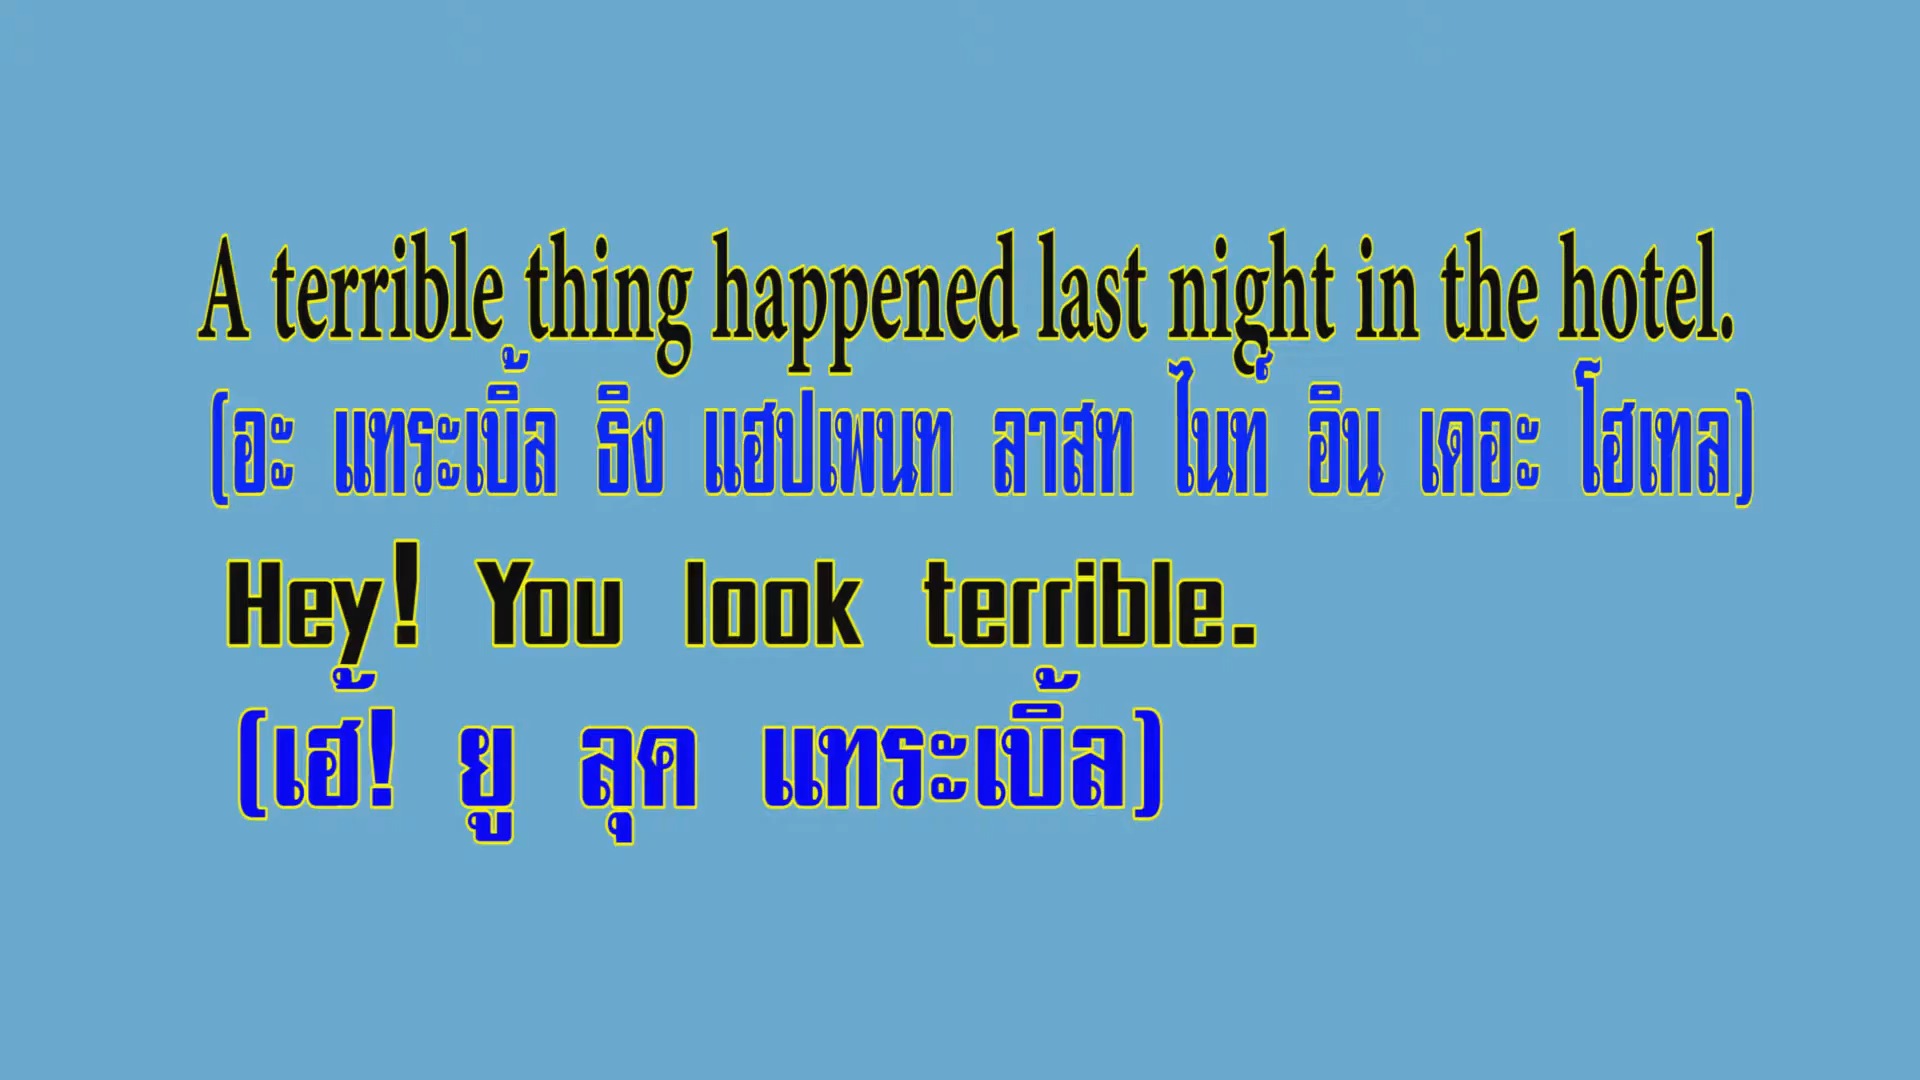 A terrible thing happened last night in the hotel.
(อะ แทระเบิ้ล ธิง แฮปเพนท ลาสท ไนท์ อิน เดอะ โฮเทล)
Hey! You look terrible.
(เฮ้! ยู ลุค แทระเบิ้ล)